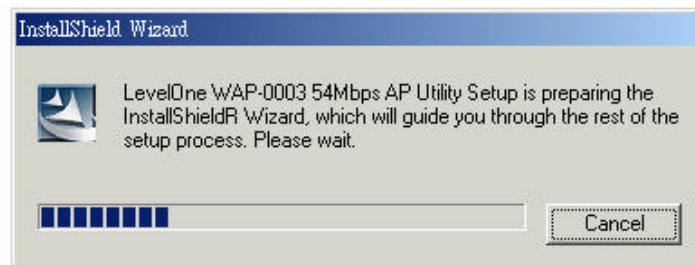 InstallShield Wizard
LevelOne WAP-0003 54Mbps AP Utility Setup is preparing the
InstallShieldR Wizard, which will guide you through the rest of the
setup process. Please wait.
Cancel